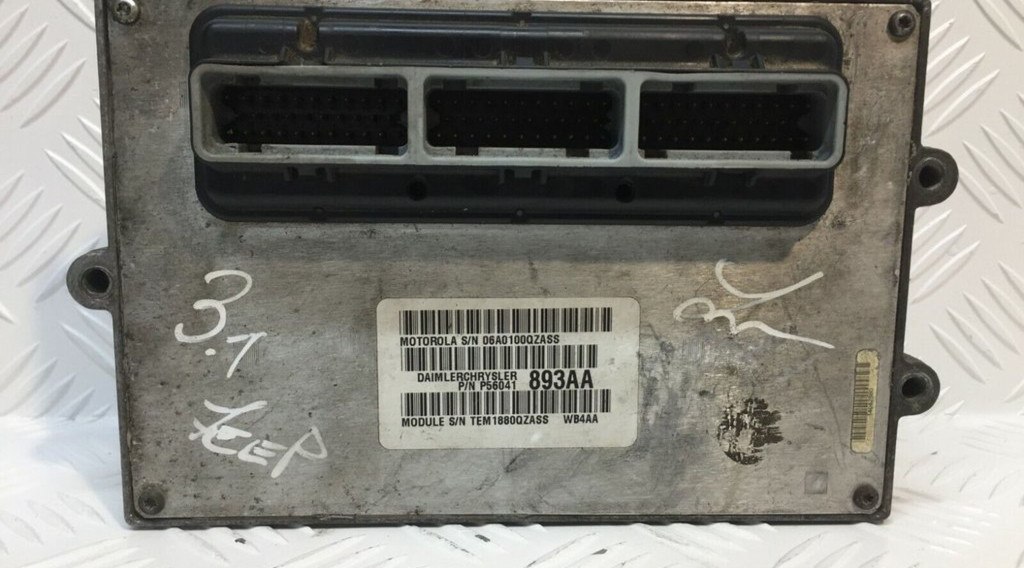 3.1
JEEP
MOTOROLA S/N 06A0100QZASS
DAIMLERCHRYSLER
P/N P56041 893AA
MODULE S/N TEM1880QZASS WB4AA